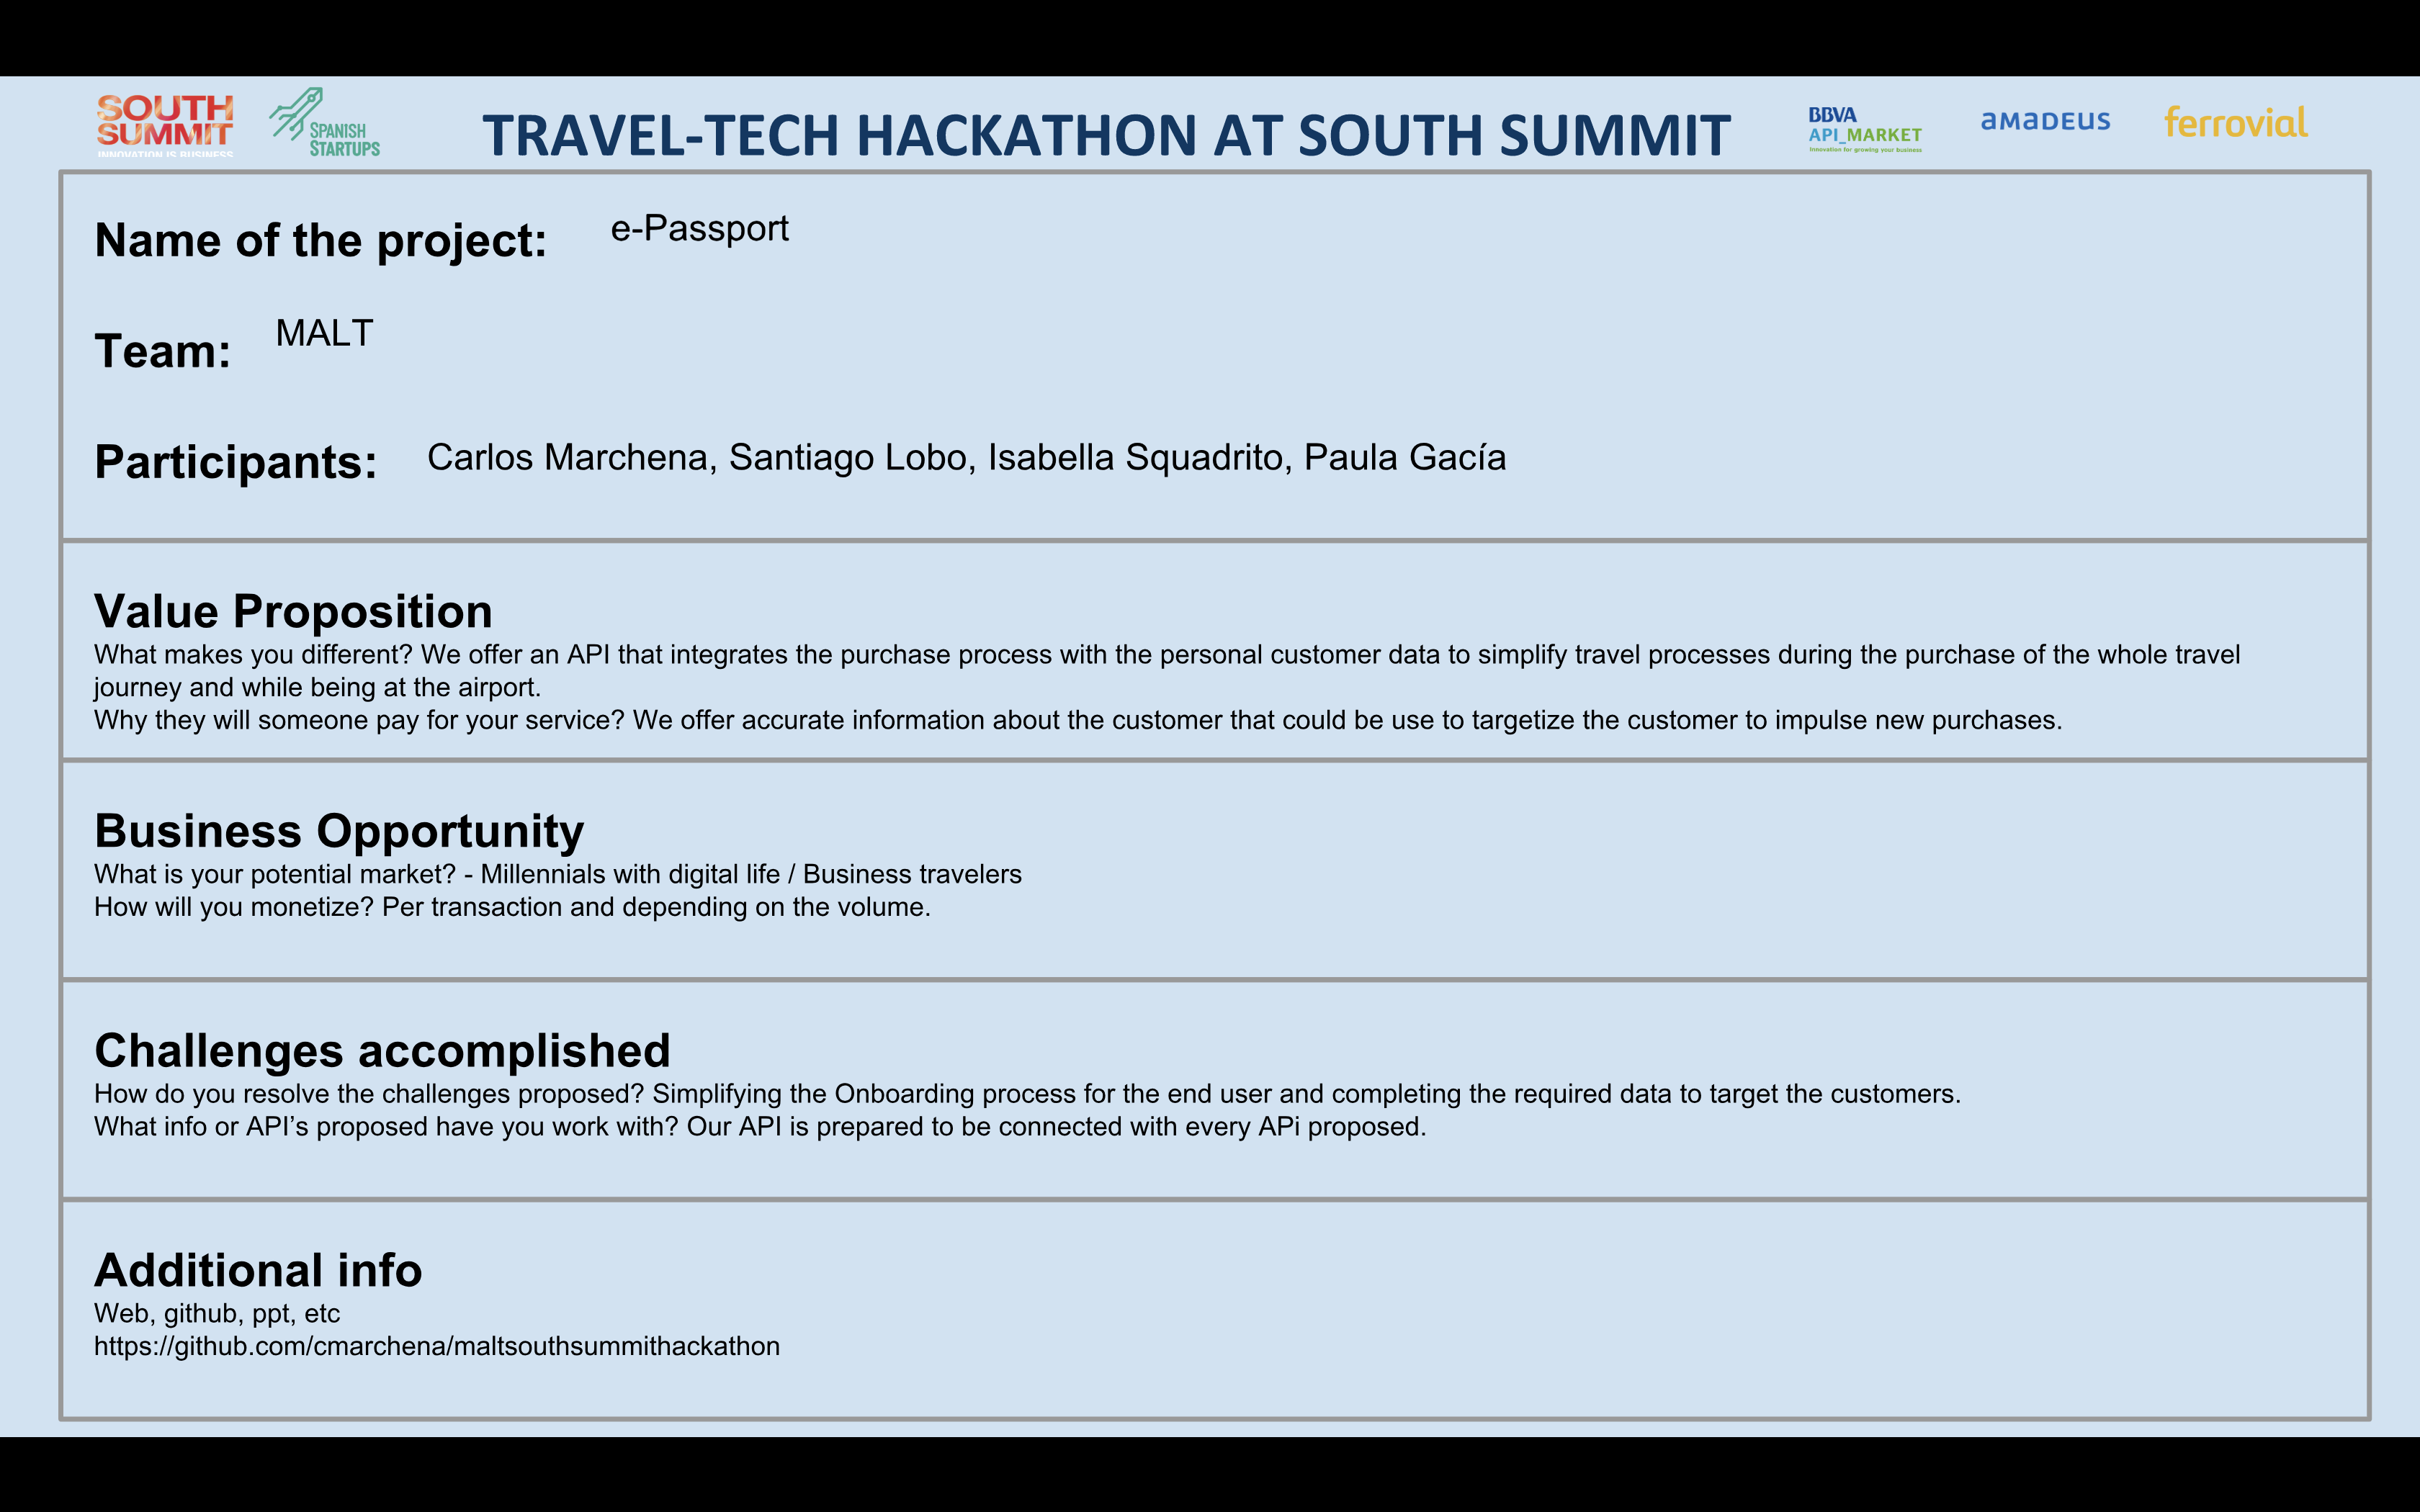 SOUTH
SUMMIT
INNOVATION IS BUSINESS
SPANISH
STARTUPS
TRAVEL-TECH HACKATHON AT SOUTH SUMMIT
BBVA
API_MARKET
Innovation for growing your business
amadeus
ferrovial
Name of the project: e-Passport
Team: MALT
Participants: Carlos Marchena, Santiago Lobo, Isabella Squadrito, Paula Gacía
Value Proposition
What makes you different? We offer an API that integrates the purchase process with the personal customer data to simplify travel processes during the purchase of the whole travel
journey and while being at the airport.
Why they will someone pay for your service? We offer accurate information about the customer that could be use to targetize the customer to impulse new purchases.
Business Opportunity
What is your potential market? - Millennials with digital life / Business travelers
How will you monetize? Per transaction and depending on the volume.
Challenges accomplished
How do you resolve the challenges proposed? Simplifying the Onboarding process for the end user and completing the required data to target the customers.
What info or API’s proposed have you work with? Our API is prepared to be connected with every APi proposed.
Additional info
Web, github, ppt, etc
https://github.com/cmarchena/maltsouthsummithackathon